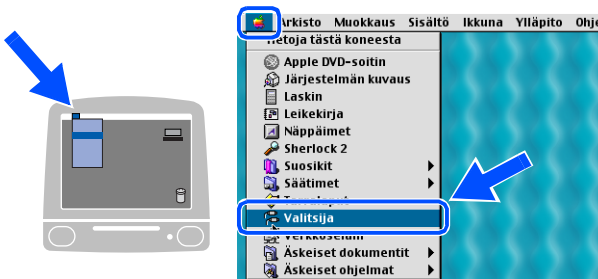 Arkisto Muokkaus Sisältö Ikkuna Ylläpito
Tietoja tästä koneesta
Apple DVD-soitin
Järjestelmän kuvaus
Laskin
Leikekirja
Näppäimet
Sherlock 2
Suosikit
Säätimet
Valitsija
Äskeiset dokumentit
Äskeiset ohjelmat